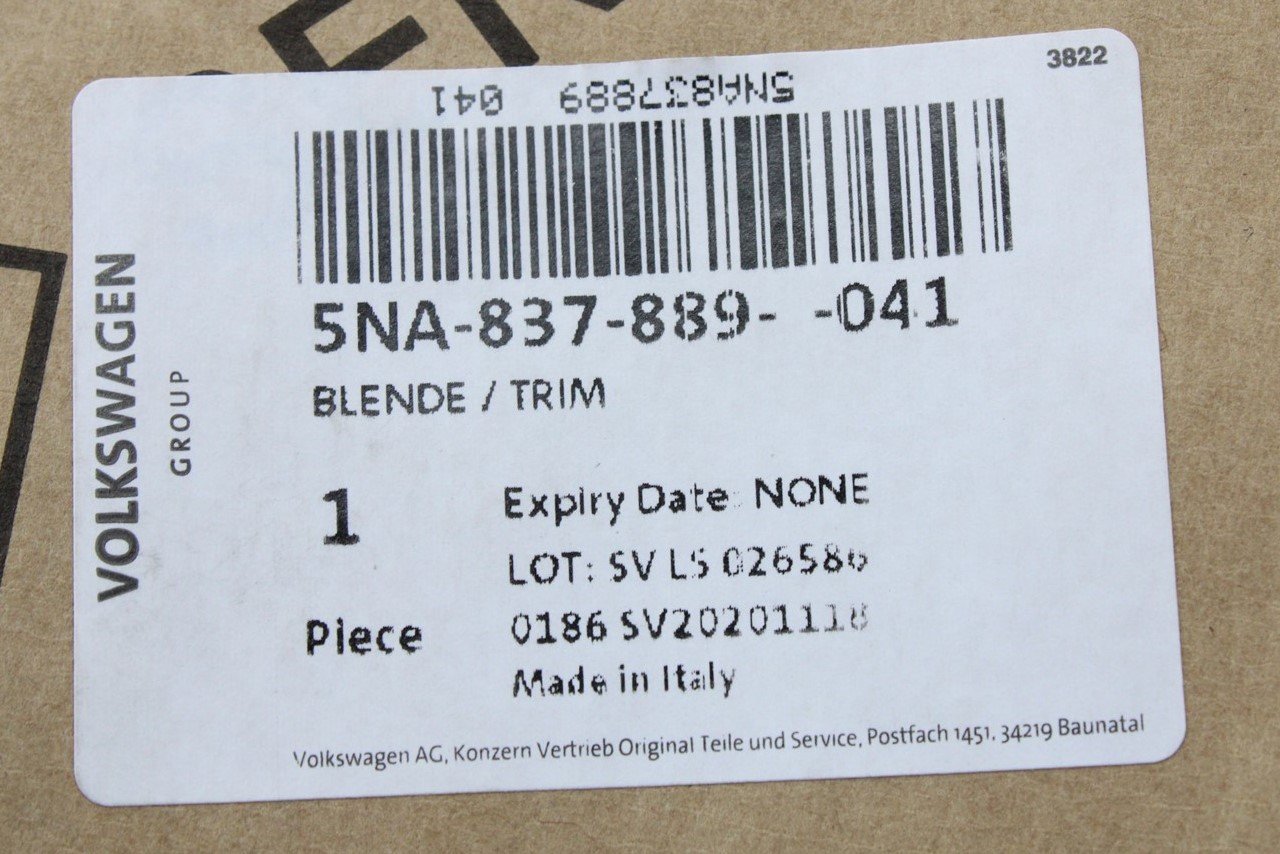 3822
5NA837889 041
5NA-837-889- -041
BLENDE / TRIM
1
Piece
Expiry Date: NONE
LOT: SV LS 026586
0186 SV20201118
Made in Italy
Volkswagen AG, Konzern Vertrieb Original Teile und Service, Postfach 1451, 34219 Baunatal
VOLKSWAGEN
GROUP